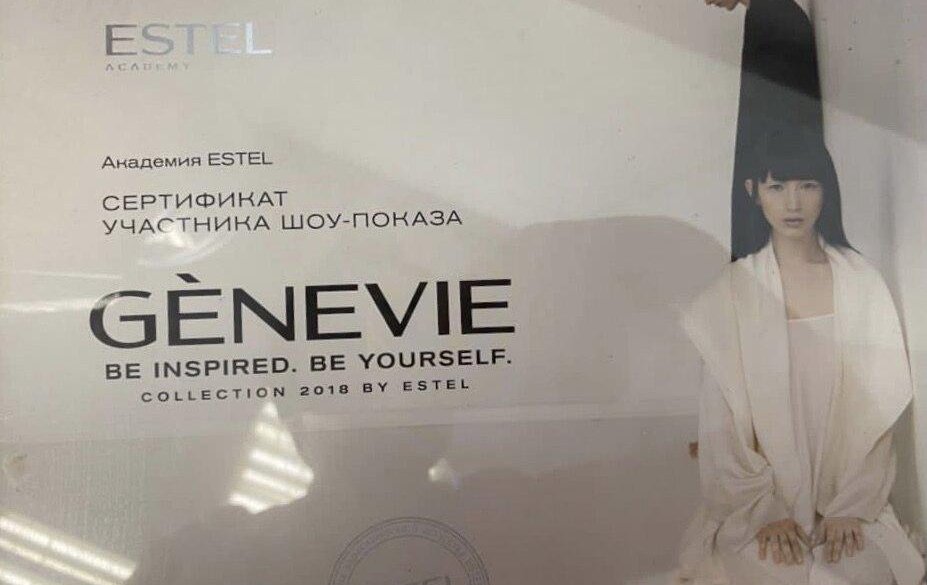 ESTEL
ACADEMY
Академия ESTEL
СЕРТИФИКАТ
УЧАСТНИКА ШОУ-ПОКАЗА
GÈNEVIE
BE INSPIRED. BE YOURSELF.
COLLECTION 2018 BY ESTEL